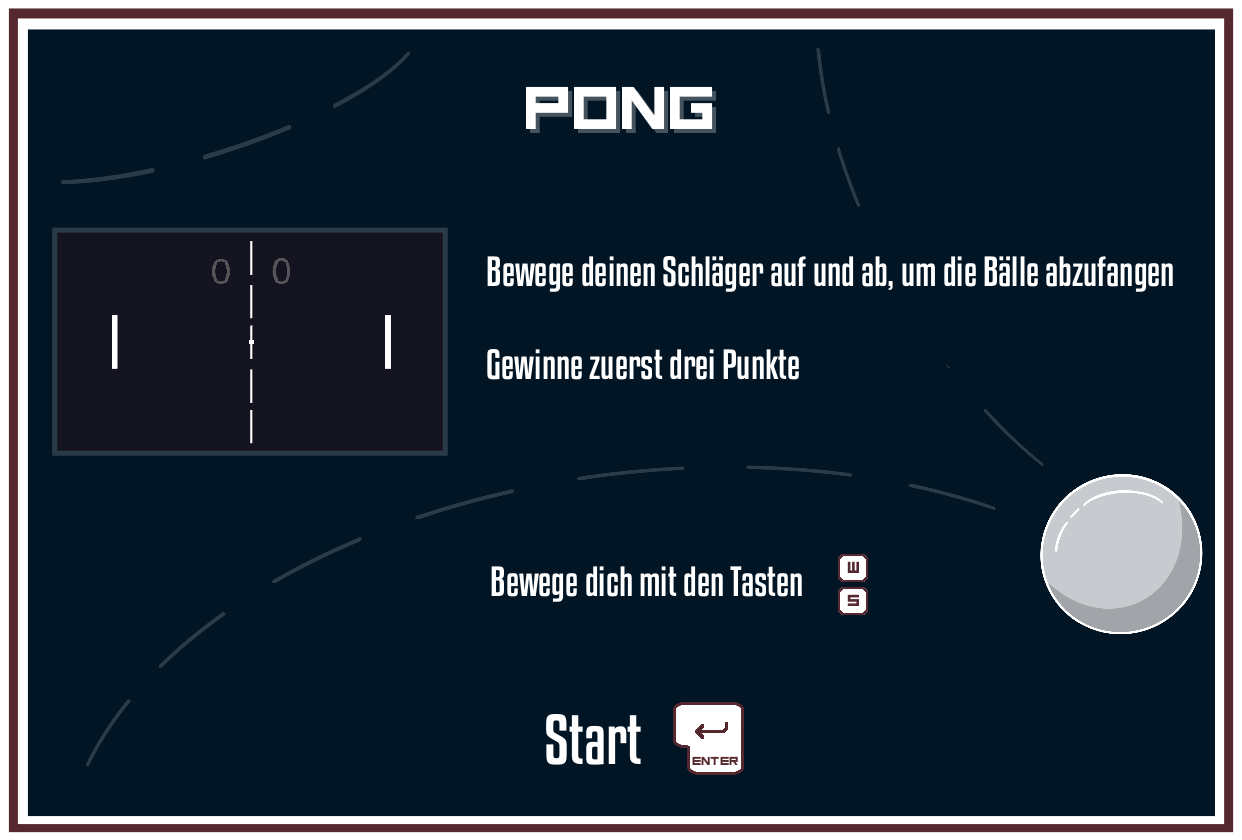 PONG
0 0
Bewege deinen Schläger auf und ab, um die Bälle abzufangen
Gewinne zuerst drei Punkte
Bewege dich mit den Tasten
W
S
Start
ENTER